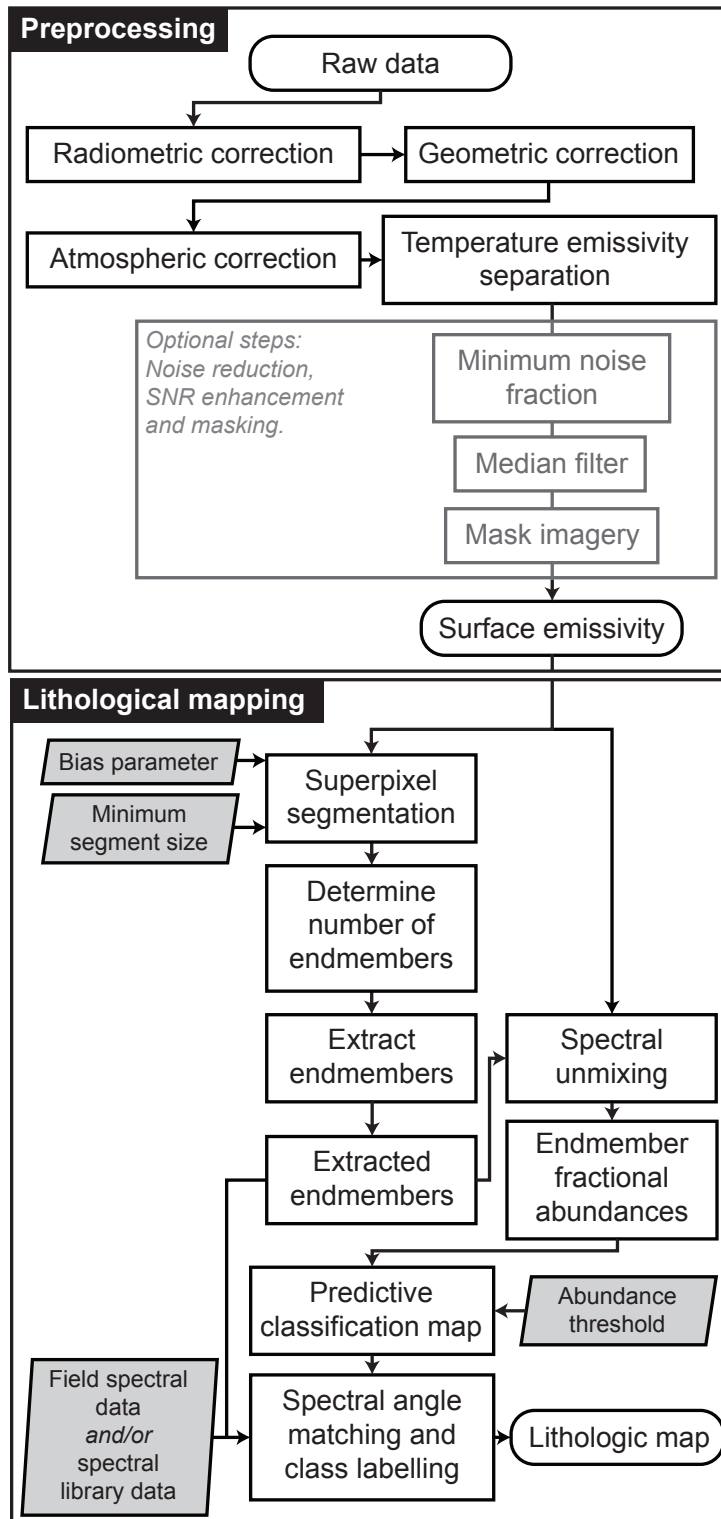 Preprocessing
Raw data
Radiometric correction
Geometric correction
Atmospheric correction
Temperature emissivity
separation
Optional steps:
Noise reduction,
SNR enhancement
and masking.
Minimum noise
fraction
Median filter
Mask imagery
Surface emissivity
Lithological mapping
Bias parameter
Minimum
segment size
Superpixel
segmentation
Determine
number of
endmembers
Extract
endmembers
Spectral
unmixing
Extracted
endmembers
Endmember
fractional
abundances
Predictive
classification map
Abundance
threshold
Field spectral
data
and/or
spectral
library data
Spectral angle
matching and
class labelling
Lithologic map